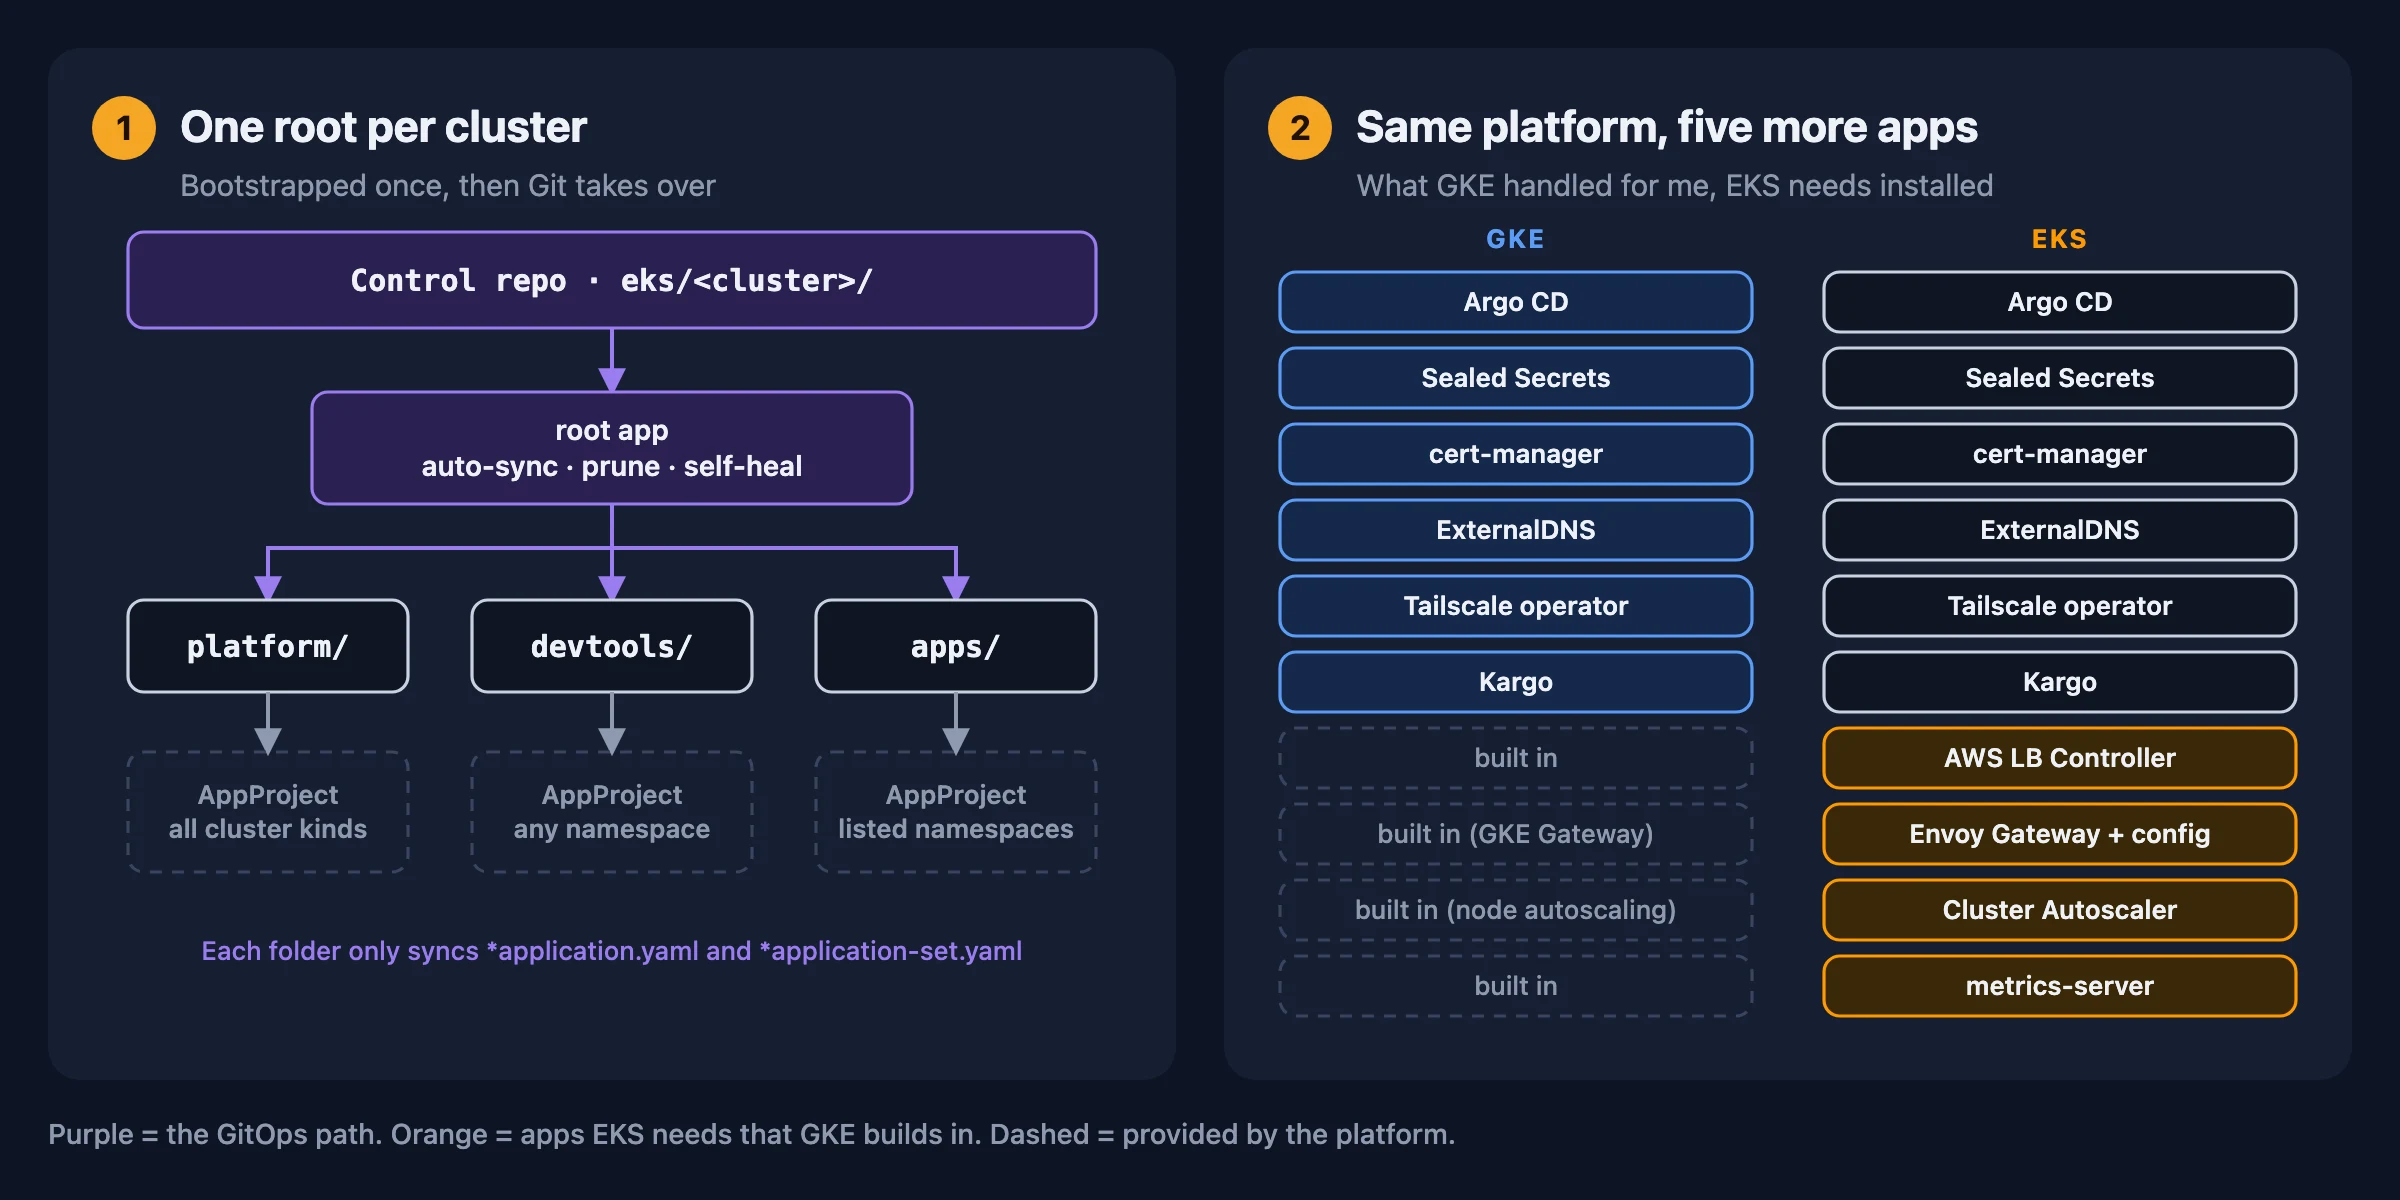 1
One root per cluster
Bootstrapped once, then Git takes over
Control repo · eks/<cluster>/
root app
auto-sync · prune · self-heal
platform/
devtools/
apps/
AppProject
all cluster kinds
AppProject
any namespace
AppProject
listed namespaces
Each folder only syncs *application.yaml and *application-set.yaml
2
Same platform, five more apps
What GKE handled for me, EKS needs installed
GKE
EKS
Argo CD
Argo CD
Sealed Secrets
Sealed Secrets
cert-manager
cert-manager
ExternalDNS
ExternalDNS
Tailscale operator
Tailscale operator
Kargo
Kargo
built in
AWS LB Controller
built in (GKE Gateway)
Envoy Gateway + config
built in (node autoscaling)
Cluster Autoscaler
built in
metrics-server
Purple = the GitOps path. Orange = apps EKS needs that GKE builds in. Dashed = provided by the platform.